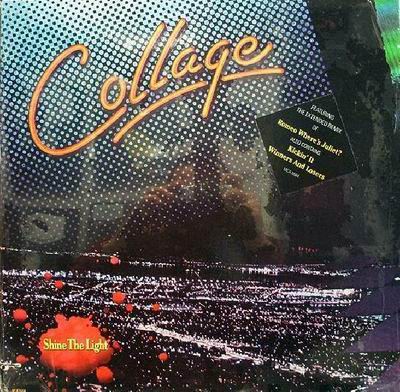 Collage
FEATURING
THE EXTENDED REMIX
OF
Romeo Where's Juliet?
ALSO CONTAINS
Kickin' It
Winners And Losers
Shine The Light